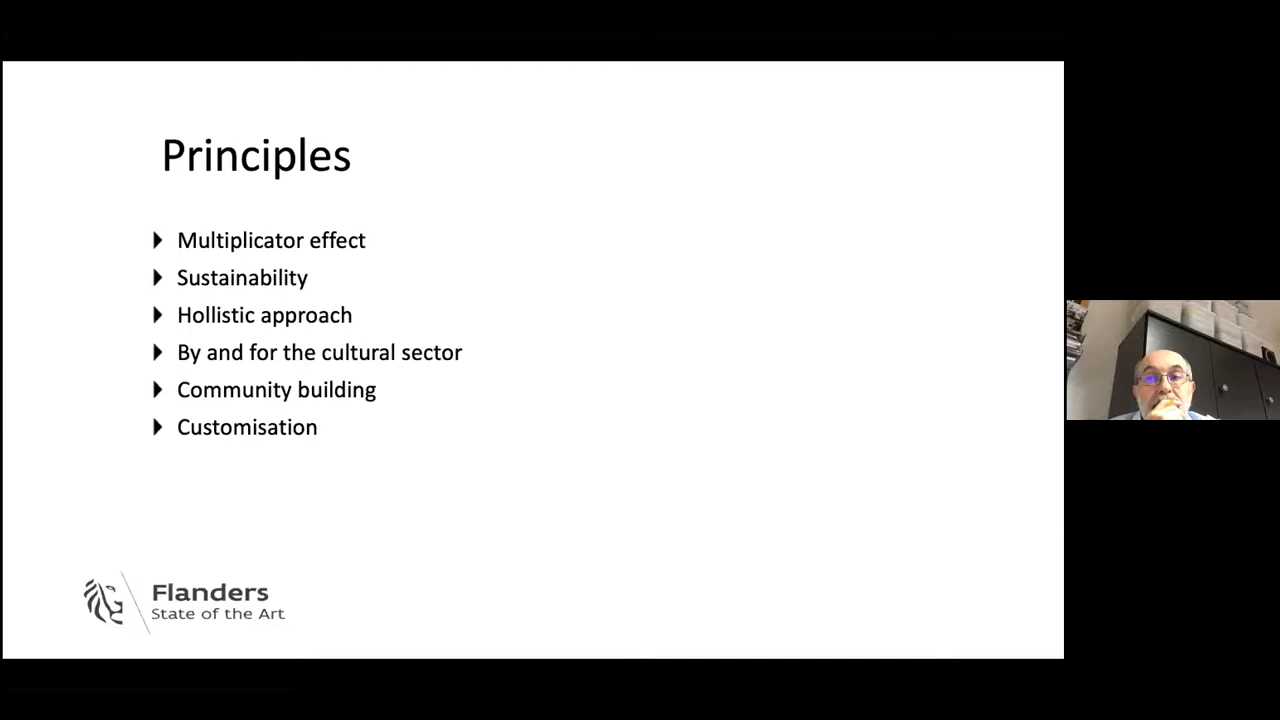 Principles
Multiplicator effect
Sustainability
Hollistic approach
By and for the cultural sector
Community building
Customisation
Flanders
State of the Art